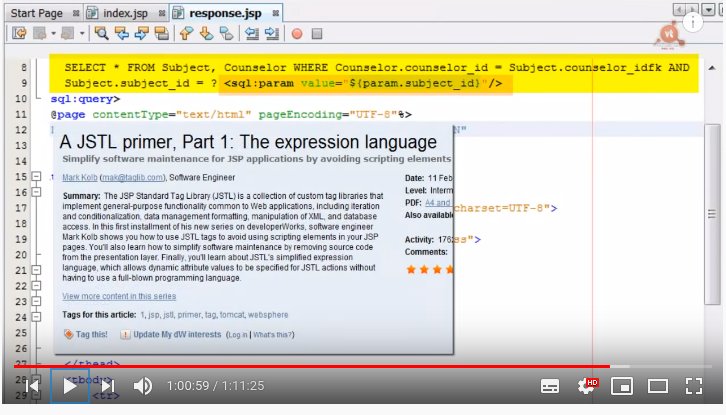 Start Page index.jsp response.jsp
8 SELECT * FROM Subject, Counselor WHERE Counselor.counselor_id = Subject.counselor_idfk AND
9 Subject.subject_id = ? <sql:param value="${param.subject_id}"/>
10 sql:query>
11 @page contentType="text/html" pageEncoding="UTF-8"%>
12 N"
13
14
15
16
17 charset=UTF-8">
18
19 ss">
20
21
22
23
24
25
26
27 </thead>
28 <tbody>
29 <tr>
A JSTL primer, Part 1: The expression language
Simplify software maintenance for JSP applications by avoiding scripting elements
Mark Kolb (mak@taglib.com), Software Engineer
Summary: The JSP Standard Tag Library (JSTL) is a collection of custom tag libraries that
implement general-purpose functionality common to Web applications, including iteration
and conditionalization, data management formatting, manipulation of XML, and database
access. In this first installment of his new series on developerWorks, software engineer
Mark Kolb shows you how to use JSTL tags to avoid using scripting elements in your JSP
pages. You'll also learn how to simplify software maintenance by removing source code
from the presentation layer. Finally, you'll learn about JSTL's simplified expression
language, which allows dynamic attribute values to be specified for JSTL actions without
having to use a full-blown programming language.
View more content in this series
Tags for this article: 1, jsp, jstl, primer, tag, tomcat, websphere
Tag this! Update My dW interests (Log in | What's this?)
Date: 11 Feb
Level: Interm
PDF: A4 and
Also available
Activity: 176
Comments:
1:00:59 / 1:11:25
HD